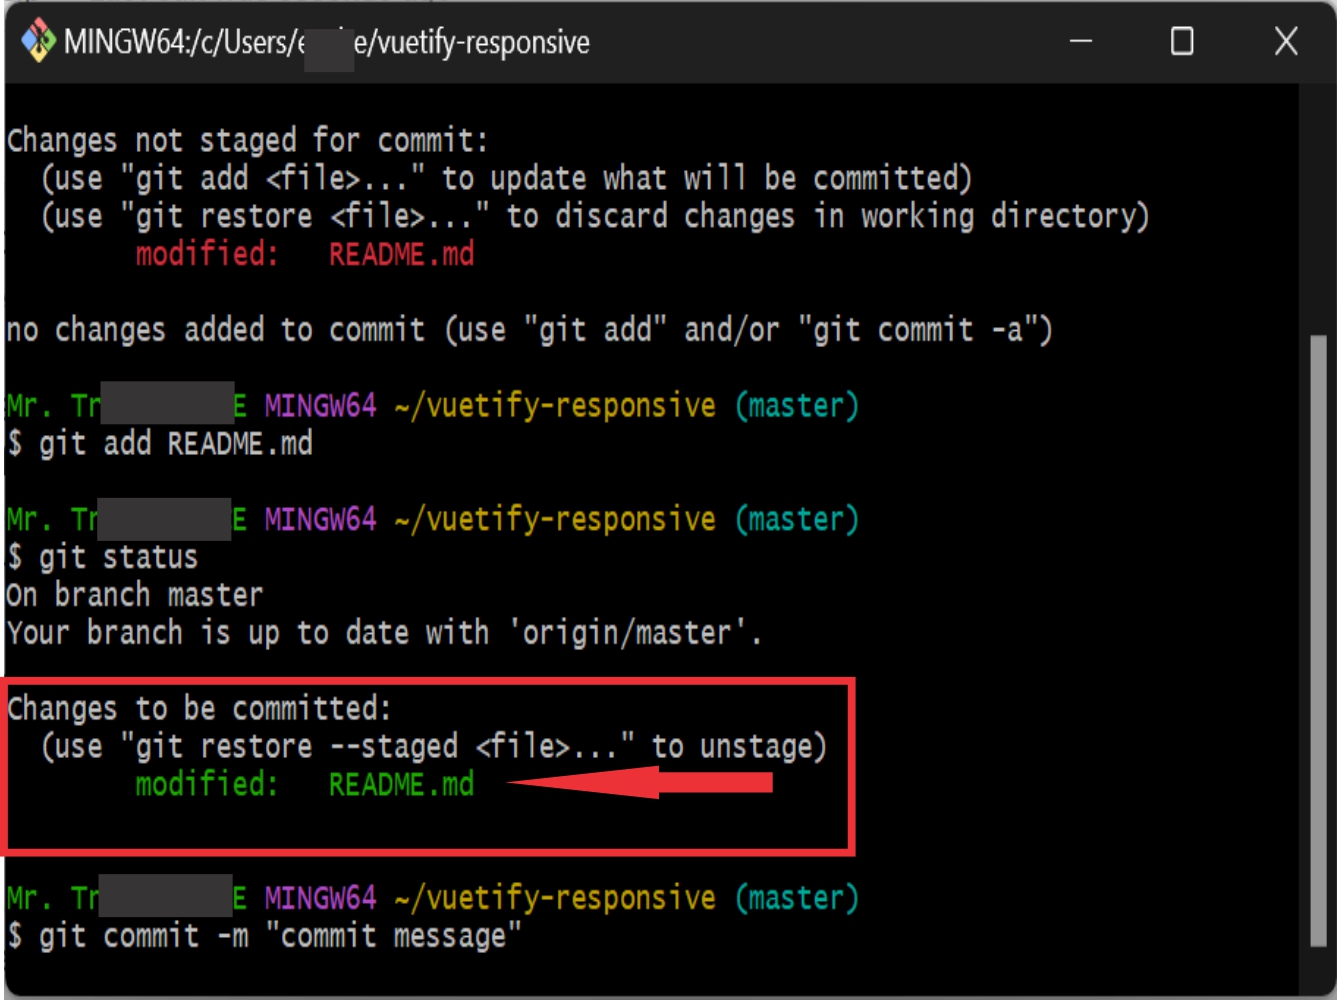 MINGW64:/c/Users/e e/vuetify-responsive
Changes not staged for commit:
(use "git add <file>..." to update what will be committed)
(use "git restore <file>..." to discard changes in working directory)
modified: README.md
no changes added to commit (use "git add" and/or "git commit -a")
Mr. Tr E MINGW64 ~/vuetify-responsive (master)
$ git add README.md
Mr. Tr E MINGW64 ~/vuetify-responsive (master)
$ git status
On branch master
Your branch is up to date with 'origin/master'.
Changes to be committed:
(use "git restore --staged <file>..." to unstage)
modified: README.md
Mr. Tr E MINGW64 ~/vuetify-responsive (master)
$ git commit -m "commit message"